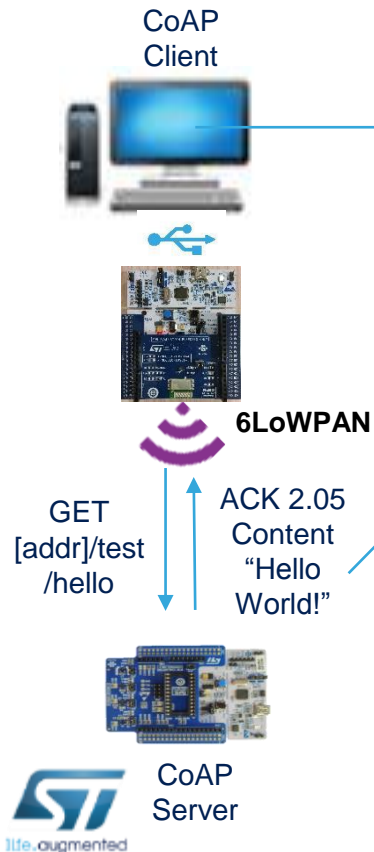 CoAP
Client
6LoWPAN
GET
[addr]/test
/hello
ACK 2.05
Content
“Hello
World!”
CoAP
Server
life.augmented